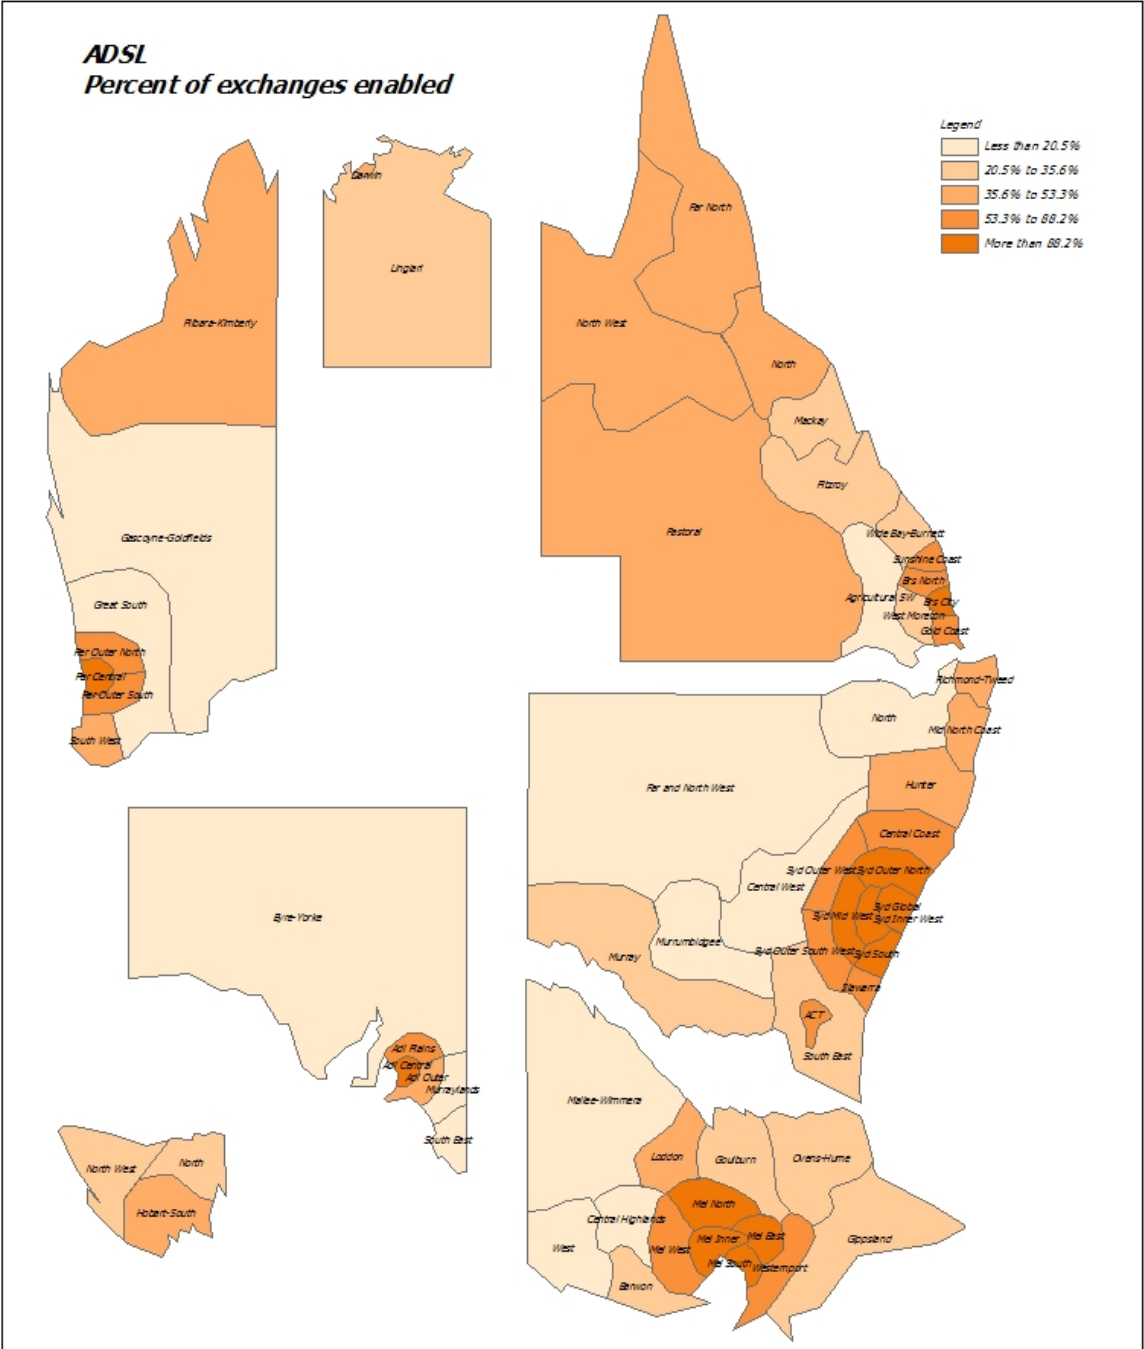 ADSL
Percent of exchanges enabled
Legend
Less than 20.5%
20.5% to 35.6%
35.6% to 53.3%
53.3% to 88.2%
More than 88.2%
Darwin
Lingiari
Pilbara-Kimberly
Gascoyne-Goldfields
Great South
Per Outer North
Per Central
Per Outer South
South West
Far North
North West
North
Mackay
Fitzroy
Pastoral
Wide Bay-Burnett
Sunshine Coast
Brs North
Agricultural SW
Brs City
West Moreton
Gold Coast
Richmond-Tweed
North
Mid North Coast
Far and North West
Hunter
Central Coast
Syd Outer West
Syd Outer North
Central West
Syd Global
Syd Mid West
Syd Inner West
Murrumbidgee
Syd Outer South West
Syd South
Murray
Illawarra
ACT
South East
Eyre-Yorke
Adl Plains
Adl Central
Adl Outer
Murraylands
South East
North West
North
Hobart-South
Mallee-Wimmera
Loddon
Goulburn
Ovens-Hume
Mel North
Central Highlands
Mel Inner
Mel East
Gippsland
West
Mel West
Mel South
Westernport
Barwon